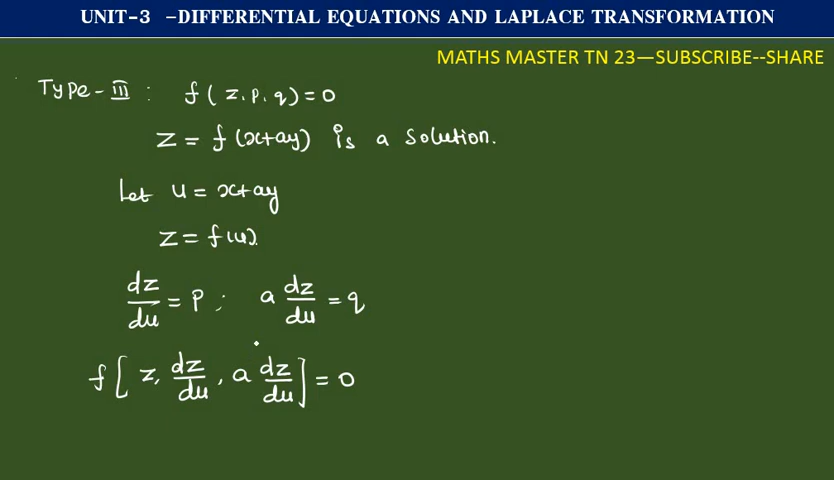 UNIT-3 -DIFFERENTIAL EQUATIONS AND LAPLACE TRANSFORMATION
MATHS MASTER TN 23—SUBSCRIBE--SHARE
Type-III : f(z, p, q)=0
z = f(x+ay) is a solution.
Let u = x+ay
z = f(u).
dz/du = p ; a dz/du = q
f[z, dz/du, a dz/du] = 0